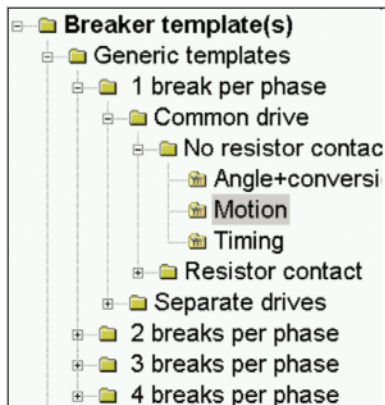 Breaker template(s)
Generic templates
1 break per phase
Common drive
No resistor contac
Angle+conversi
Motion
Timing
Resistor contact
Separate drives
2 breaks per phase
3 breaks per phase
4 breaks per phase